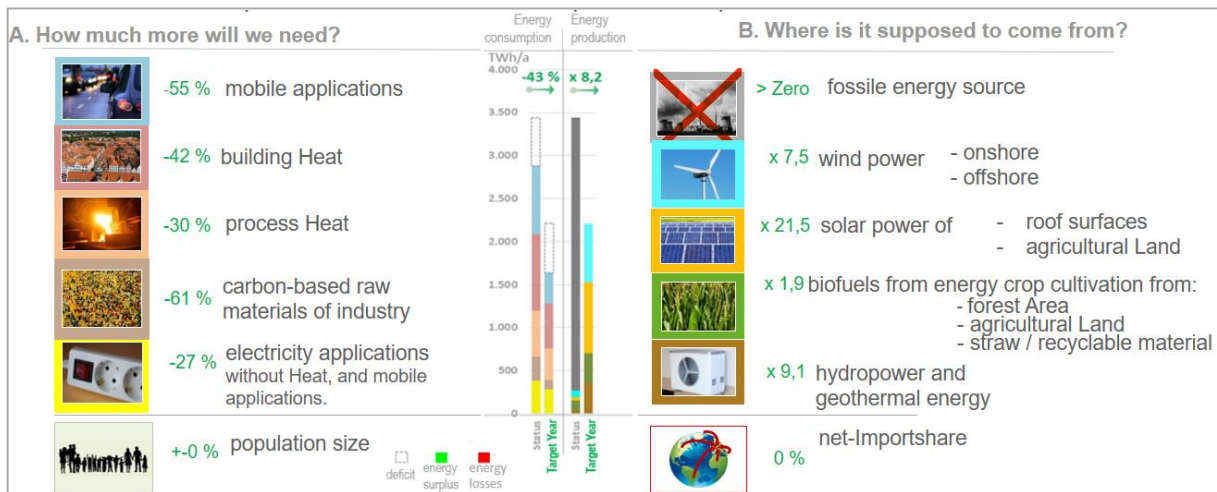 A. How much more will we need?
-55 % mobile applications
-42 % building Heat
-30 % process Heat
-61 % carbon-based raw
materials of industry
-27 % electricity applications
without Heat, and mobile
applications.
+-0 % population size
Energy
consumption
Energy
production
TWh/a
-43 %
x 8,2
4.000
3.500
3.000
2.500
2.000
1.500
1.000
500
0
Status
Target Year
Status
Target Year
deficit
energy
surplus
energy
losses
B. Where is it supposed to come from?
> Zero fossile energy source
x 7,5 wind power - onshore
- offshore
x 21,5 solar power of - roof surfaces
- agricultural Land
x 1,9 biofuels from energy crop cultivation from:
- forest Area
- agricultural Land
- straw / recyclable material
x 9,1 hydropower and
geothermal energy
net-Importshare
0 %